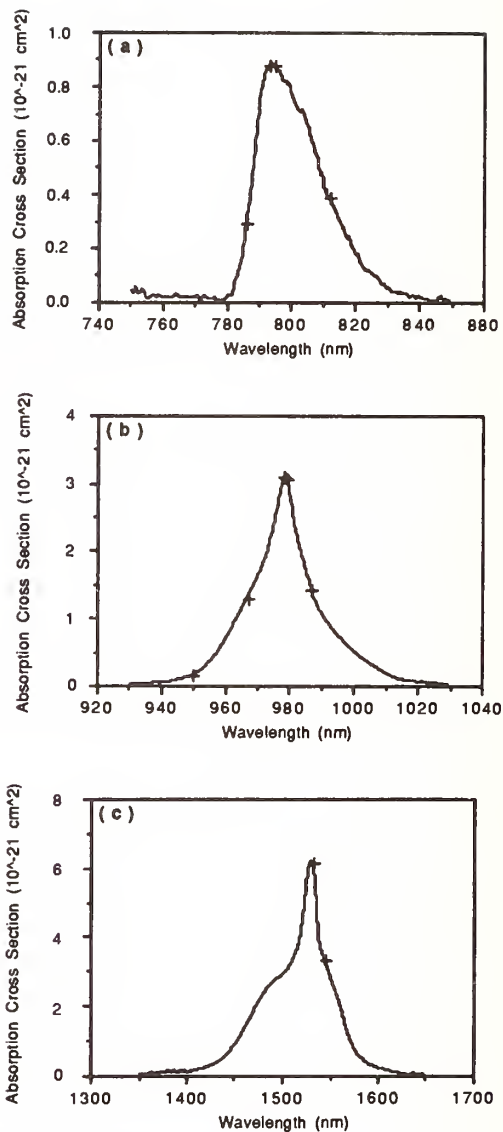 Absorption Cross Section (10^-21 cm^2)
(a)
1.0
0.8
0.6
0.4
0.2
0.0
740 760 780 800 820 840 860 880
Wavelength (nm)
Absorption Cross Section (10^-21 cm^2)
(b)
4
3
2
1
0
920 940 960 980 1000 1020 1040
Wavelength (nm)
Absorption Cross Section (10^-21 cm^2)
(c)
8
6
4
2
0
1300 1400 1500 1600 1700
Wavelength (nm)